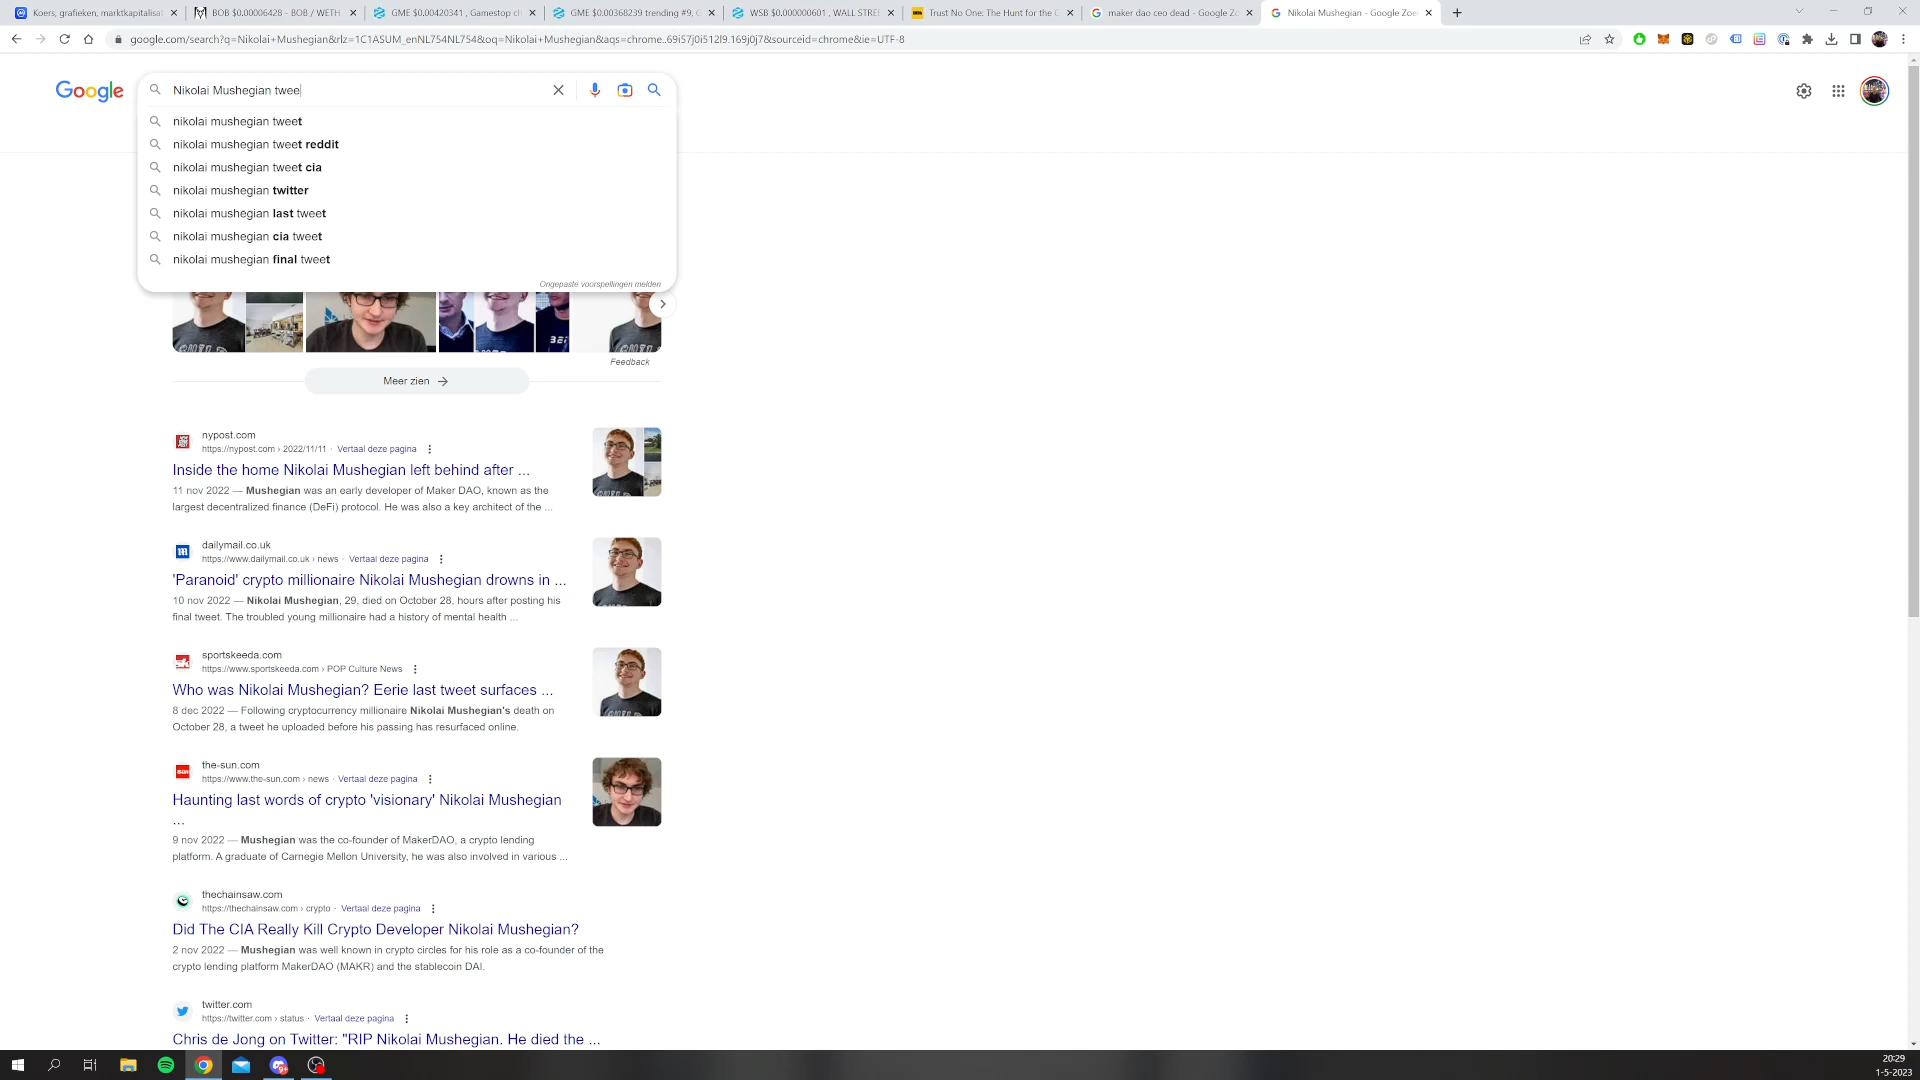 Koers, grafieken, marktkapitalisat
BOB $0.00006428 - BOB / WETH
GME $0.00420341 , Gamestop ch
GME $0.00368239 trending #9, G
WSB $0.000000601 , WALL STREE
Trust No One: The Hunt for the C
maker dao ceo dead - Google Zo
Nikolai Mushegian - Google Zoe
google.com/search?q=Nikolai+Mushegian&rlz=1C1ASUM_enNL754NL754&oq=Nikolai+Mushegian&aqs=chrome..69i57j0i512l9.169j0j7&sourceid=chrome&ie=UTF-8
Google
Nikolai Mushegian twee
nikolai mushegian tweet
nikolai mushegian tweet reddit
nikolai mushegian tweet cia
nikolai mushegian twitter
nikolai mushegian last tweet
nikolai mushegian cia tweet
nikolai mushegian final tweet
Ongepaste voorspellingen melden
Feedback
Meer zien
nypost.com
https://nypost.com › 2022/11/11 · Vertaal deze pagina
Inside the home Nikolai Mushegian left behind after ...
11 nov 2022 — Mushegian was an early developer of Maker DAO, known as the
largest decentralized finance (DeFi) protocol. He was also a key architect of the ...
dailymail.co.uk
https://www.dailymail.co.uk › news · Vertaal deze pagina
'Paranoid' crypto millionaire Nikolai Mushegian drowns in ...
10 nov 2022 — Nikolai Mushegian, 29, died on October 28, hours after posting his
final tweet. The troubled young millionaire had a history of mental health ...
sportskeeda.com
https://www.sportskeeda.com › POP Culture News
Who was Nikolai Mushegian? Eerie last tweet surfaces ...
8 dec 2022 — Following cryptocurrency millionaire Nikolai Mushegian's death on
October 28, a tweet he uploaded before his passing has resurfaced online.
the-sun.com
https://www.the-sun.com › news · Vertaal deze pagina
Haunting last words of crypto 'visionary' Nikolai Mushegian
...
9 nov 2022 — Mushegian was the co-founder of MakerDAO, a crypto lending
platform. A graduate of Carnegie Mellon University, he was also involved in various ...
thechainsaw.com
https://thechainsaw.com › crypto · Vertaal deze pagina
Did The CIA Really Kill Crypto Developer Nikolai Mushegian?
2 nov 2022 — Mushegian was well known in crypto circles for his role as a co-founder of the
crypto lending platform MakerDAO (MAKR) and the stablecoin DAI.
twitter.com
https://twitter.com › status · Vertaal deze pagina
Chris de Jong on Twitter: "RIP Nikolai Mushegian. He died the ...
20:29
1-5-2023